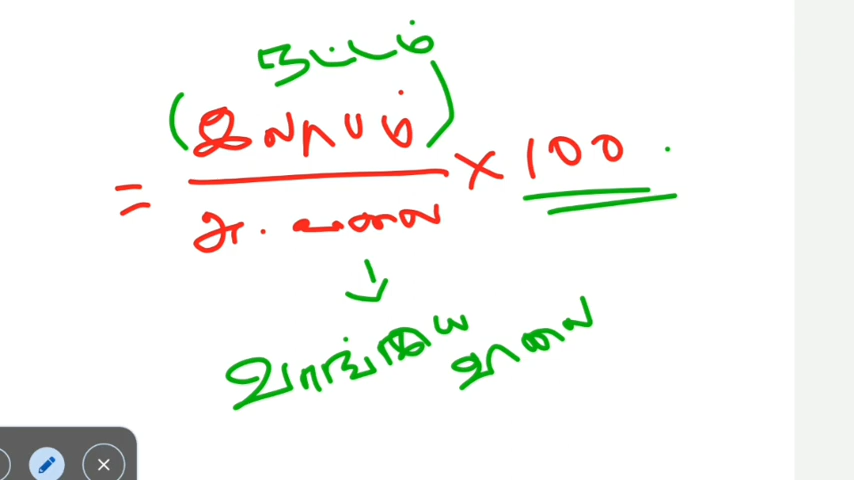 நட்டம்
(இலாபம்)
= ——— × 100
அ. விலை
↓
வாங்கிய விலை